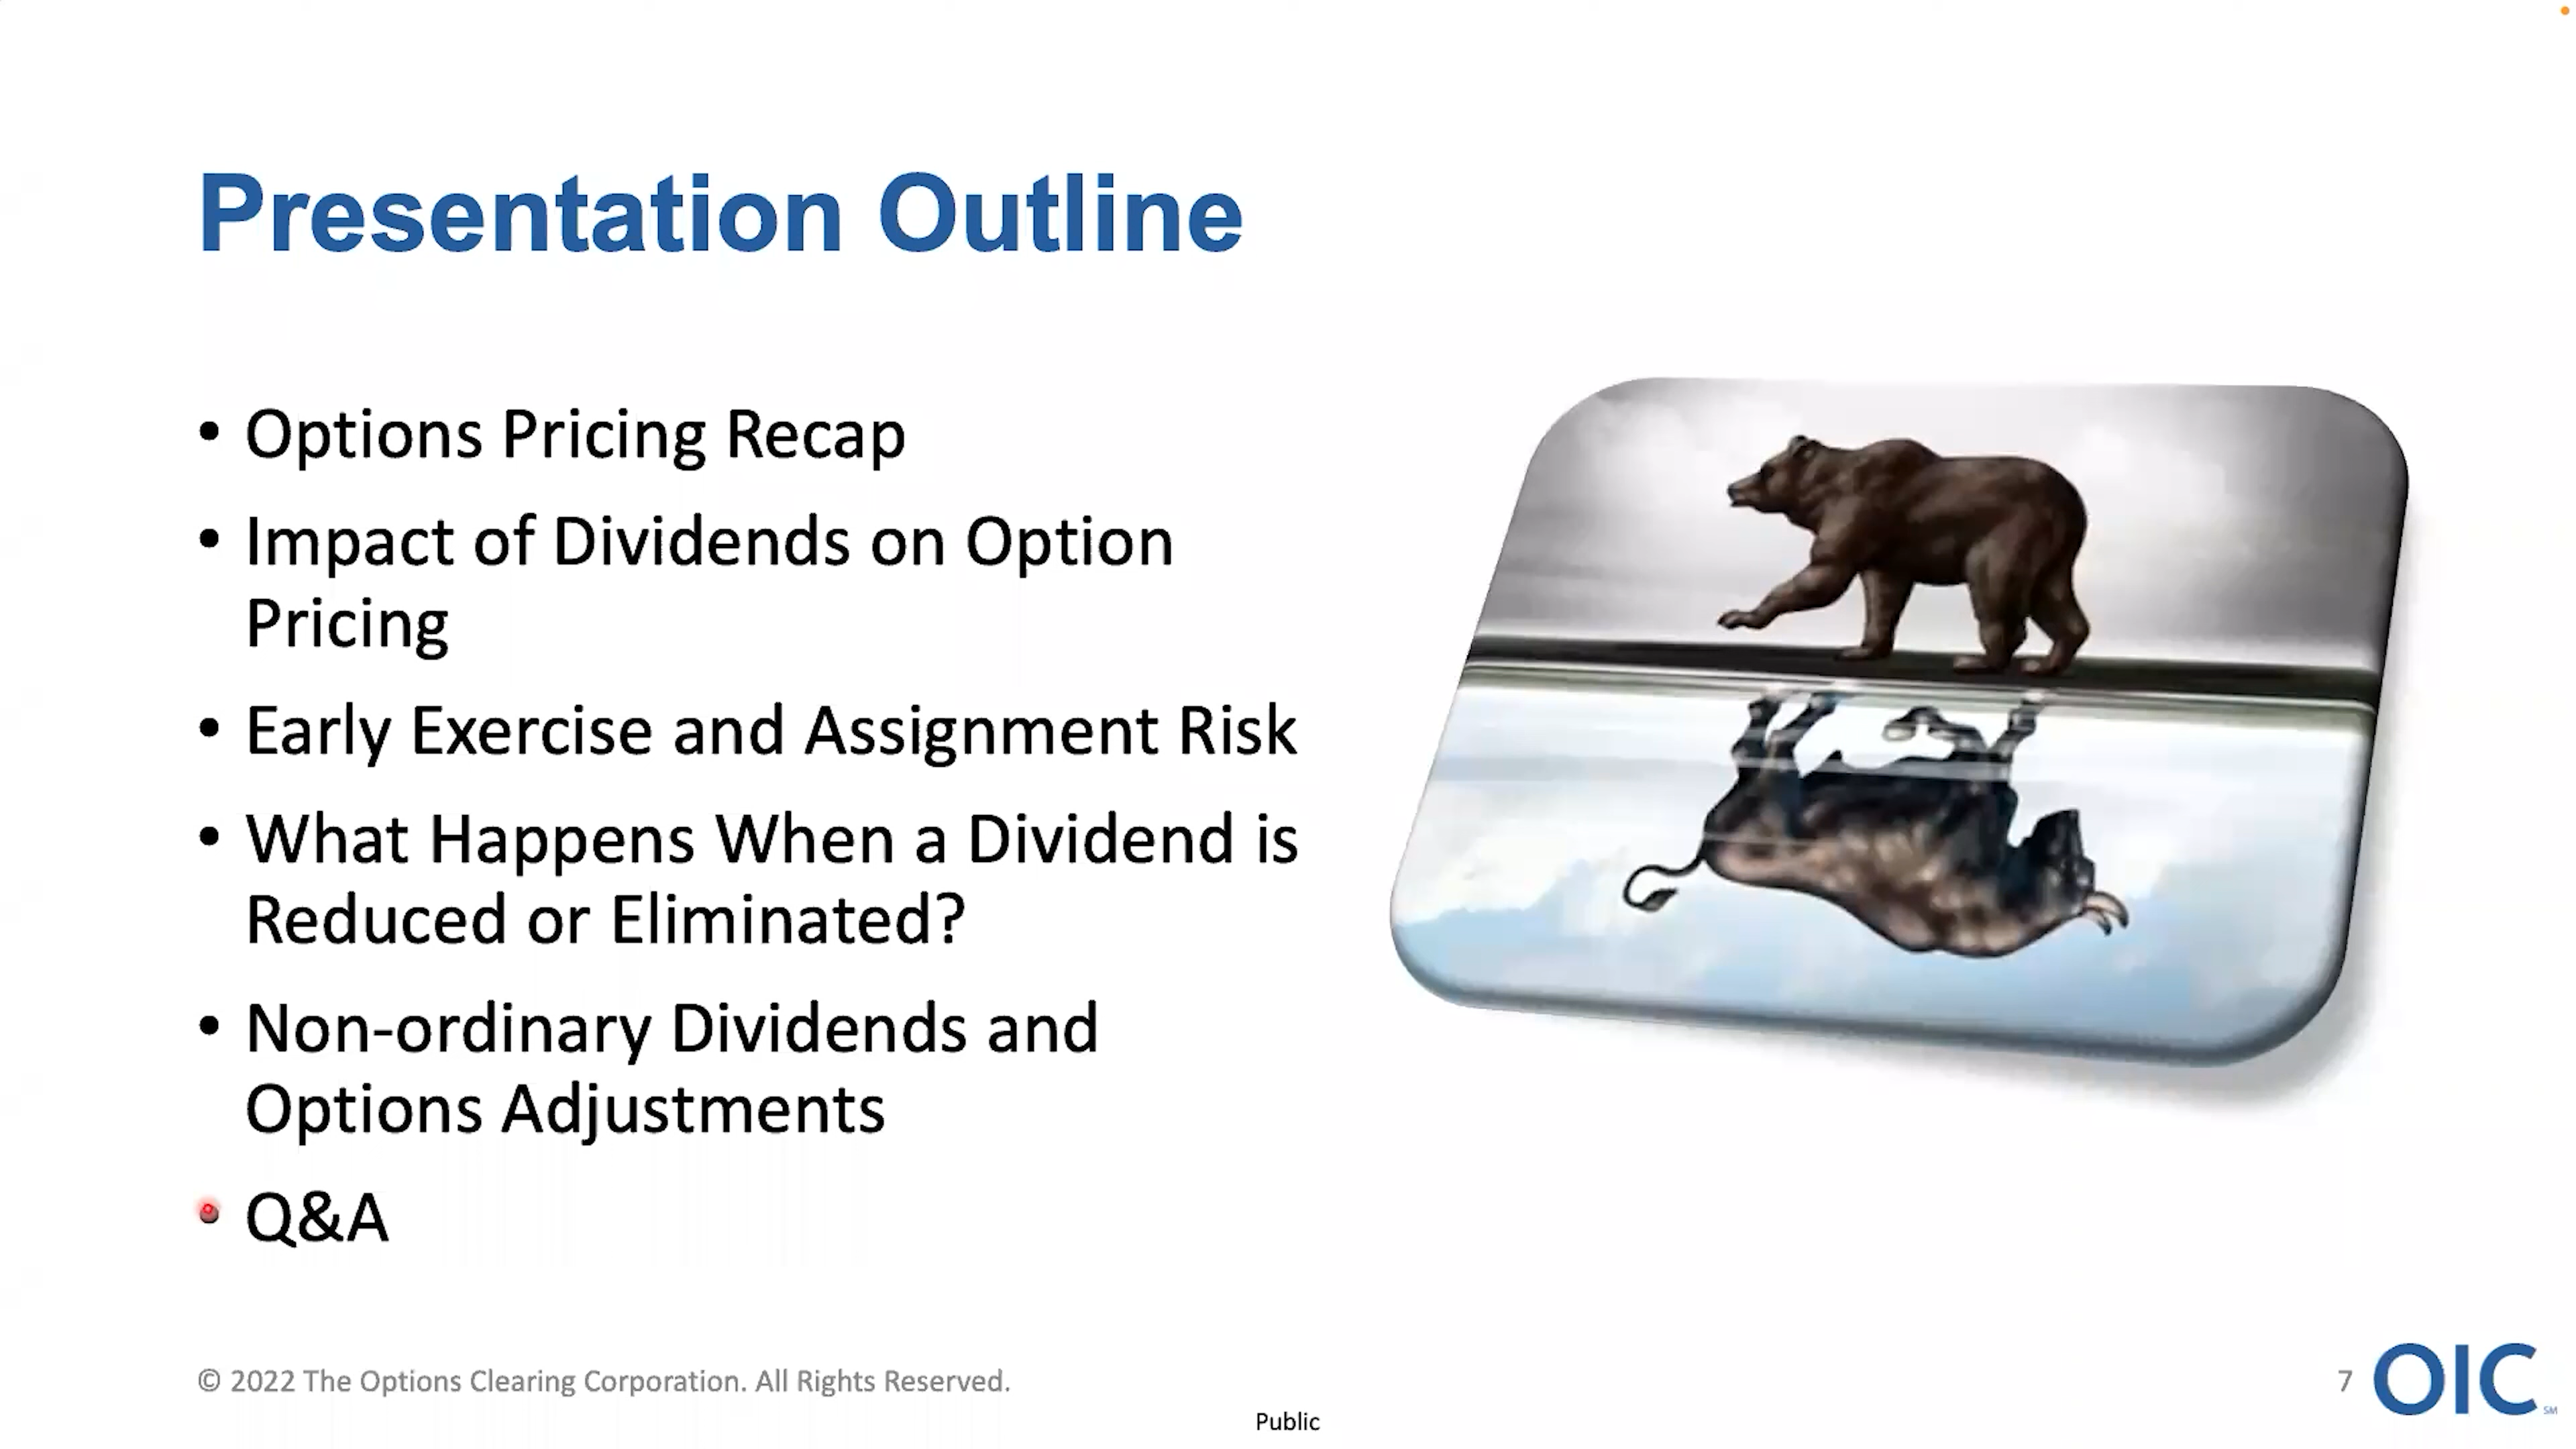 Presentation Outline
• Options Pricing Recap
• Impact of Dividends on Option
Pricing
• Early Exercise and Assignment Risk
• What Happens When a Dividend is
Reduced or Eliminated?
• Non-ordinary Dividends and
Options Adjustments
• Q&A
© 2022 The Options Clearing Corporation. All Rights Reserved.
7
OIC SM
Public